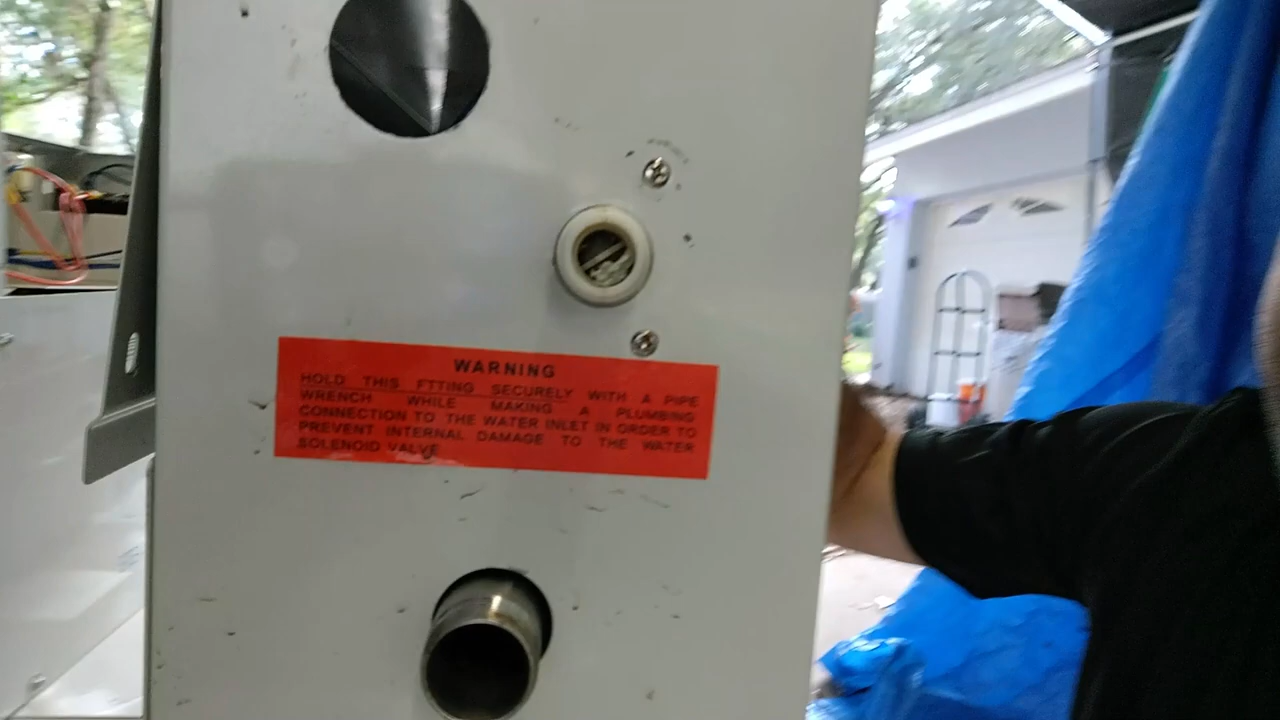 WARNING
HOLD THIS FTTING SECURELY WITH A PIPE
WRENCH WHILE MAKING A PLUMBING
CONNECTION TO THE WATER INLET IN ORDER TO
PREVENT INTERNAL DAMAGE TO THE WATER
SOLENOID VALVE